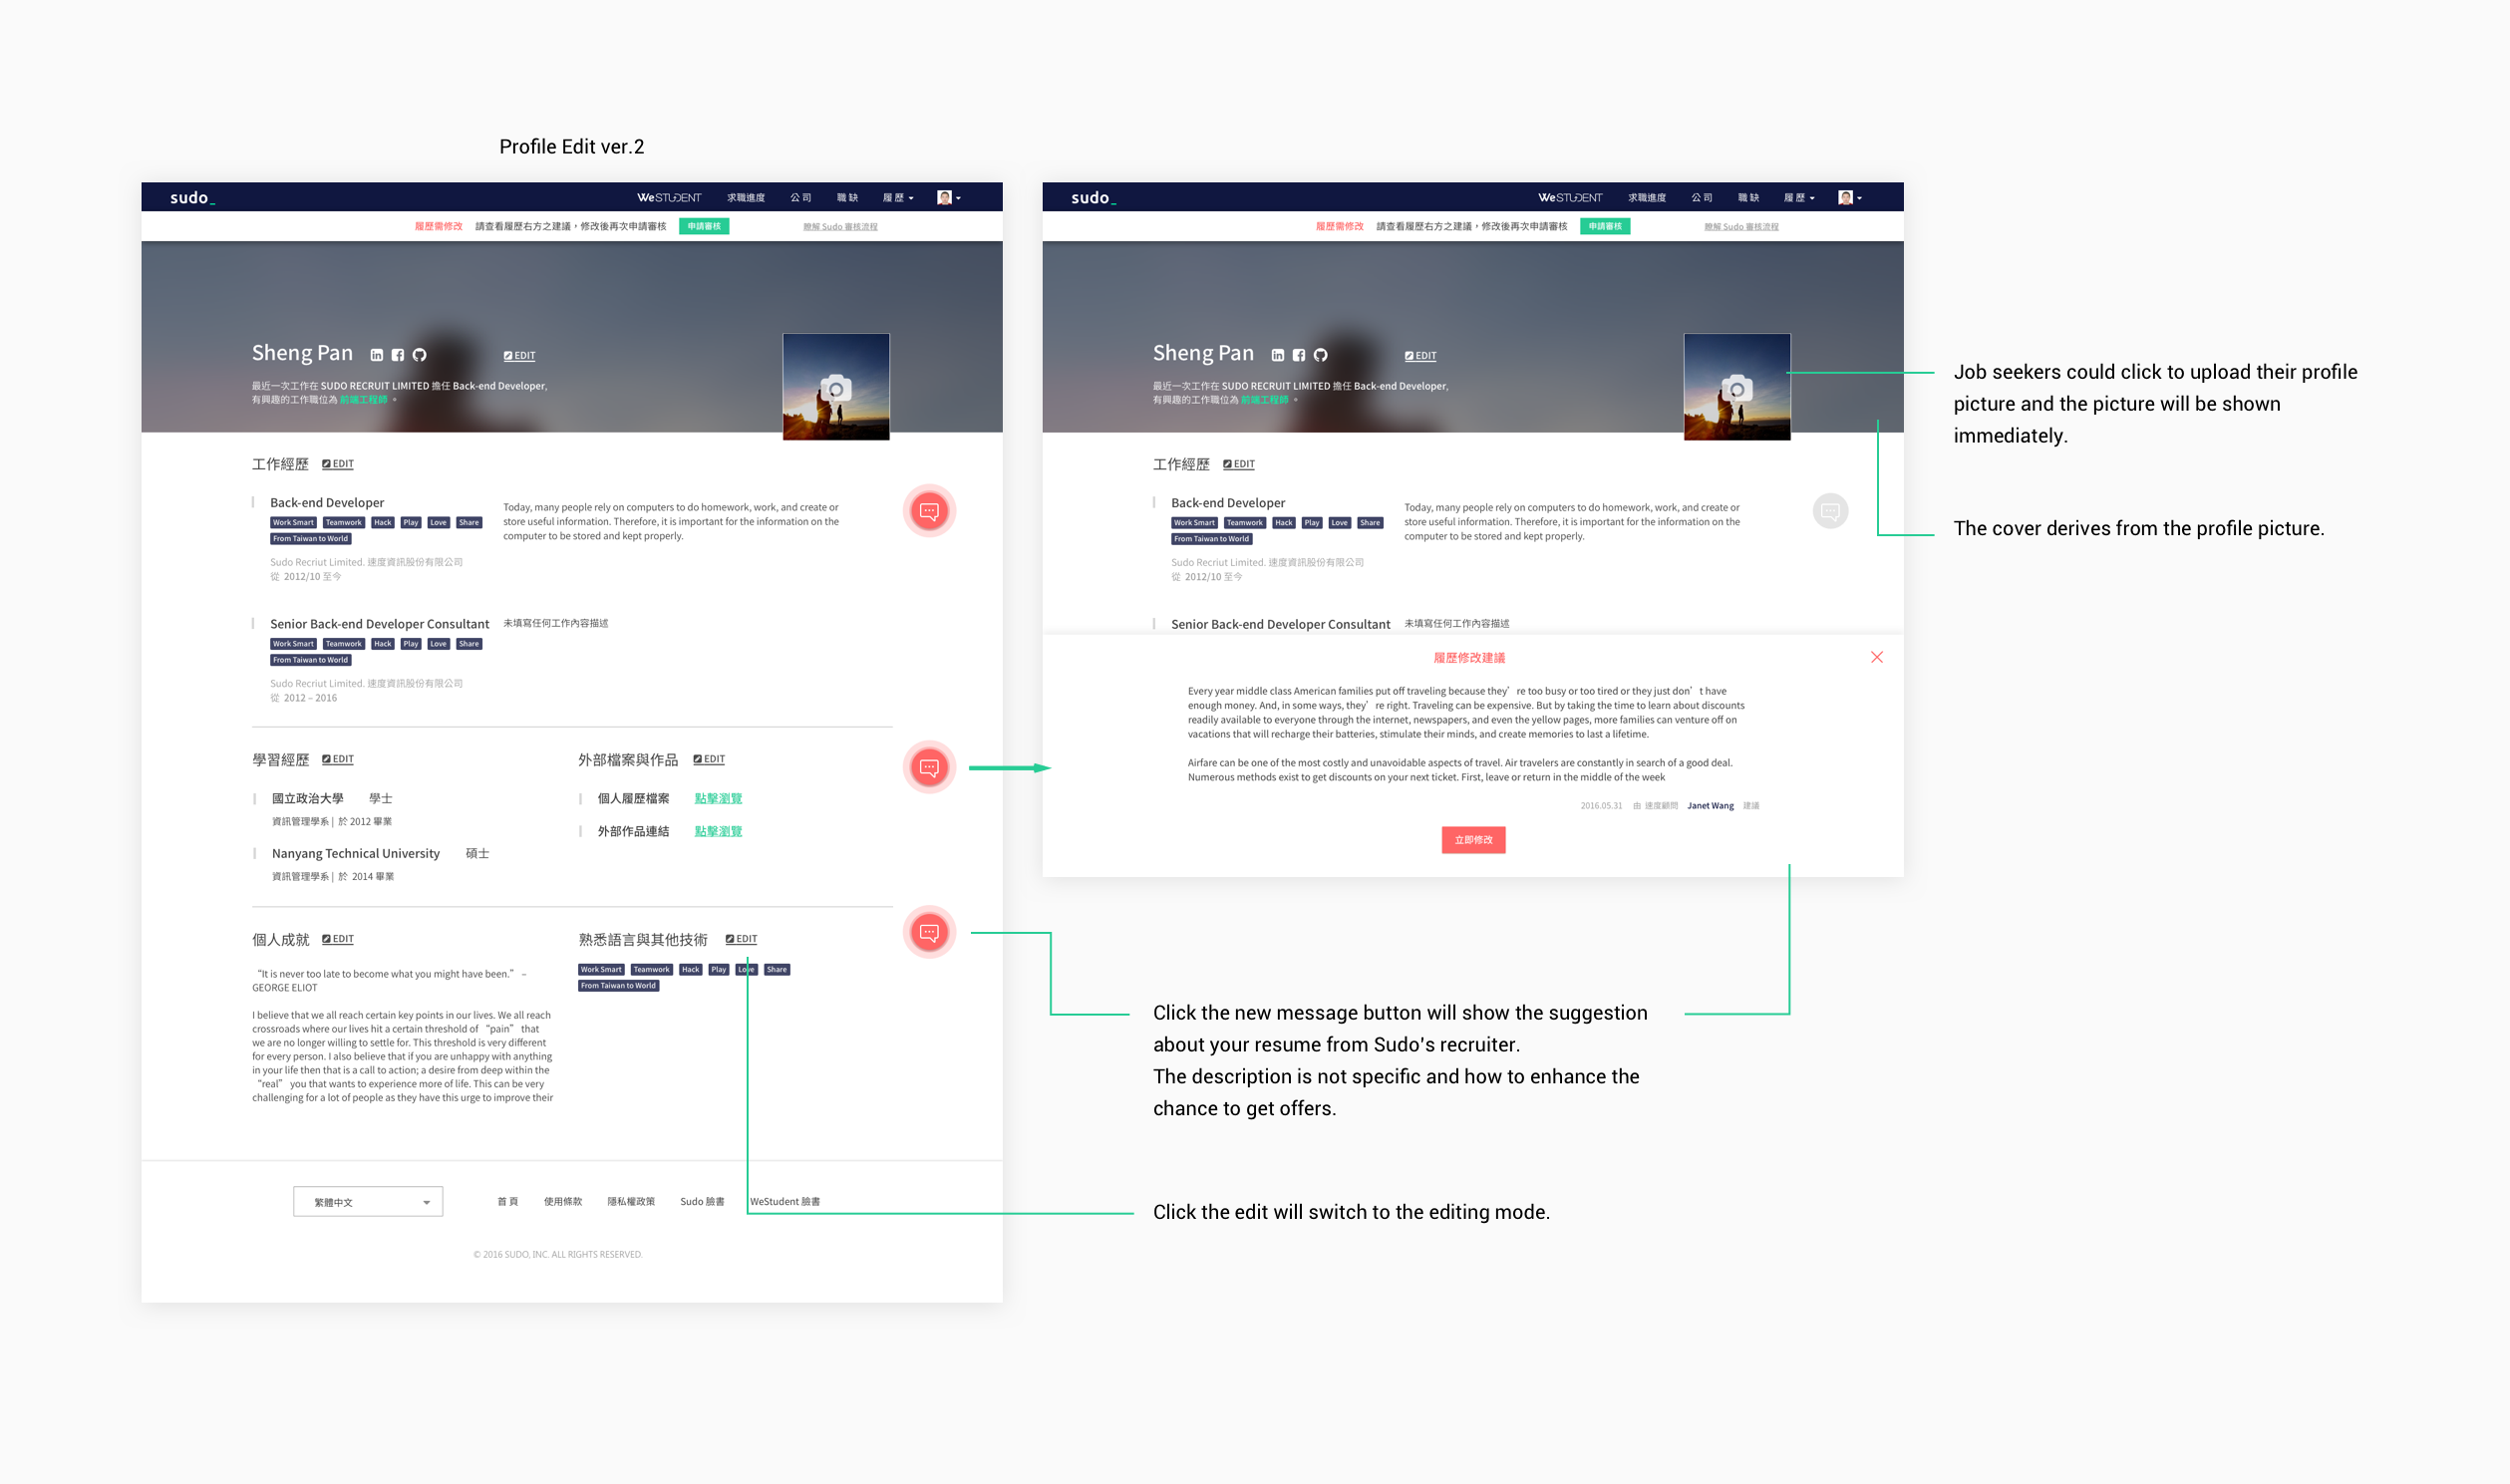 Profile Edit ver.2
sudo_
WeSTUDENT 求職進度 公 司 職 缺 履 歷
履歷需修改 請查看履歷右方之建議，修改後再次申請審核 申請審核 瞭解 Sudo 審核流程
Sheng Pan EDIT
最近一次工作在 SUDO RECRUIT LIMITED 擔任 Back-end Developer,
有興趣的工作職位為 前端工程師 。
工作經歷 EDIT
Back-end Developer
Work Smart Teamwork Hack Play Love Share
From Taiwan to World
Sudo Recriut Limited. 速度資訊股份有限公司
從 2012/10 至今
Today, many people rely on computers to do homework, work, and create or
store useful information. Therefore, it is important for the information on the
computer to be stored and kept properly.
Senior Back-end Developer Consultant 未填寫任何工作內容描述
Work Smart Teamwork Hack Play Love Share
From Taiwan to World
Sudo Recriut Limited. 速度資訊股份有限公司
從 2012 – 2016
學習經歷 EDIT
國立政治大學 學士
資訊管理學系 | 於 2012 畢業
Nanyang Technical University 碩士
資訊管理學系 | 於 2014 畢業
外部檔案與作品 EDIT
個人履歷檔案 點擊瀏覽
外部作品連結 點擊瀏覽
個人成就 EDIT
“It is never too late to become what you might have been.” –
GEORGE ELIOT
I believe that we all reach certain key points in our lives. We all reach
crossroads where our lives hit a certain threshold of “pain” that
we are no longer willing to settle for. This threshold is very different
for every person. I also believe that if you are unhappy with anything
in your life then that is a call to action; a desire from deep within the
“real” you that wants to experience more of life. This can be very
challenging for a lot of people as they have this urge to improve their
熟悉語言與其他技術 EDIT
Work Smart Teamwork Hack Play Love Share
From Taiwan to World
繁體中文 首 頁 使用條款 隱私權政策 Sudo 臉書 WeStudent 臉書
© 2016 SUDO, INC. ALL RIGHTS RESERVED.
sudo_
WeSTUDENT 求職進度 公 司 職 缺 履 歷
履歷需修改 請查看履歷右方之建議，修改後再次申請審核 申請審核 瞭解 Sudo 審核流程
Sheng Pan EDIT
最近一次工作在 SUDO RECRUIT LIMITED 擔任 Back-end Developer,
有興趣的工作職位為 前端工程師 。
工作經歷 EDIT
Back-end Developer
Work Smart Teamwork Hack Play Love Share
From Taiwan to World
Sudo Recriut Limited. 速度資訊股份有限公司
從 2012/10 至今
Today, many people rely on computers to do homework, work, and create or
store useful information. Therefore, it is important for the information on the
computer to be stored and kept properly.
Senior Back-end Developer Consultant 未填寫任何工作內容描述
履歷修改建議
Every year middle class American families put off traveling because they’ re too busy or too tired or they just don’ t have
enough money. And, in some ways, they’ re right. Traveling can be expensive. But by taking the time to learn about discounts
readily available to everyone through the internet, newspapers, and even the yellow pages, more families can venture off on
vacations that will recharge their batteries, stimulate their minds, and create memories to last a lifetime.
Airfare can be one of the most costly and unavoidable aspects of travel. Air travelers are constantly in search of a good deal.
Numerous methods exist to get discounts on your next ticket. First, leave or return in the middle of the week
2016.05.31 由 速度顧問 Janet Wang 建議
立即修改
Job seekers could click to upload their profile
picture and the picture will be shown
immediately.
The cover derives from the profile picture.
Click the new message button will show the suggestion
about your resume from Sudo's recruiter.
The description is not specific and how to enhance the
chance to get offers.
Click the edit will switch to the editing mode.